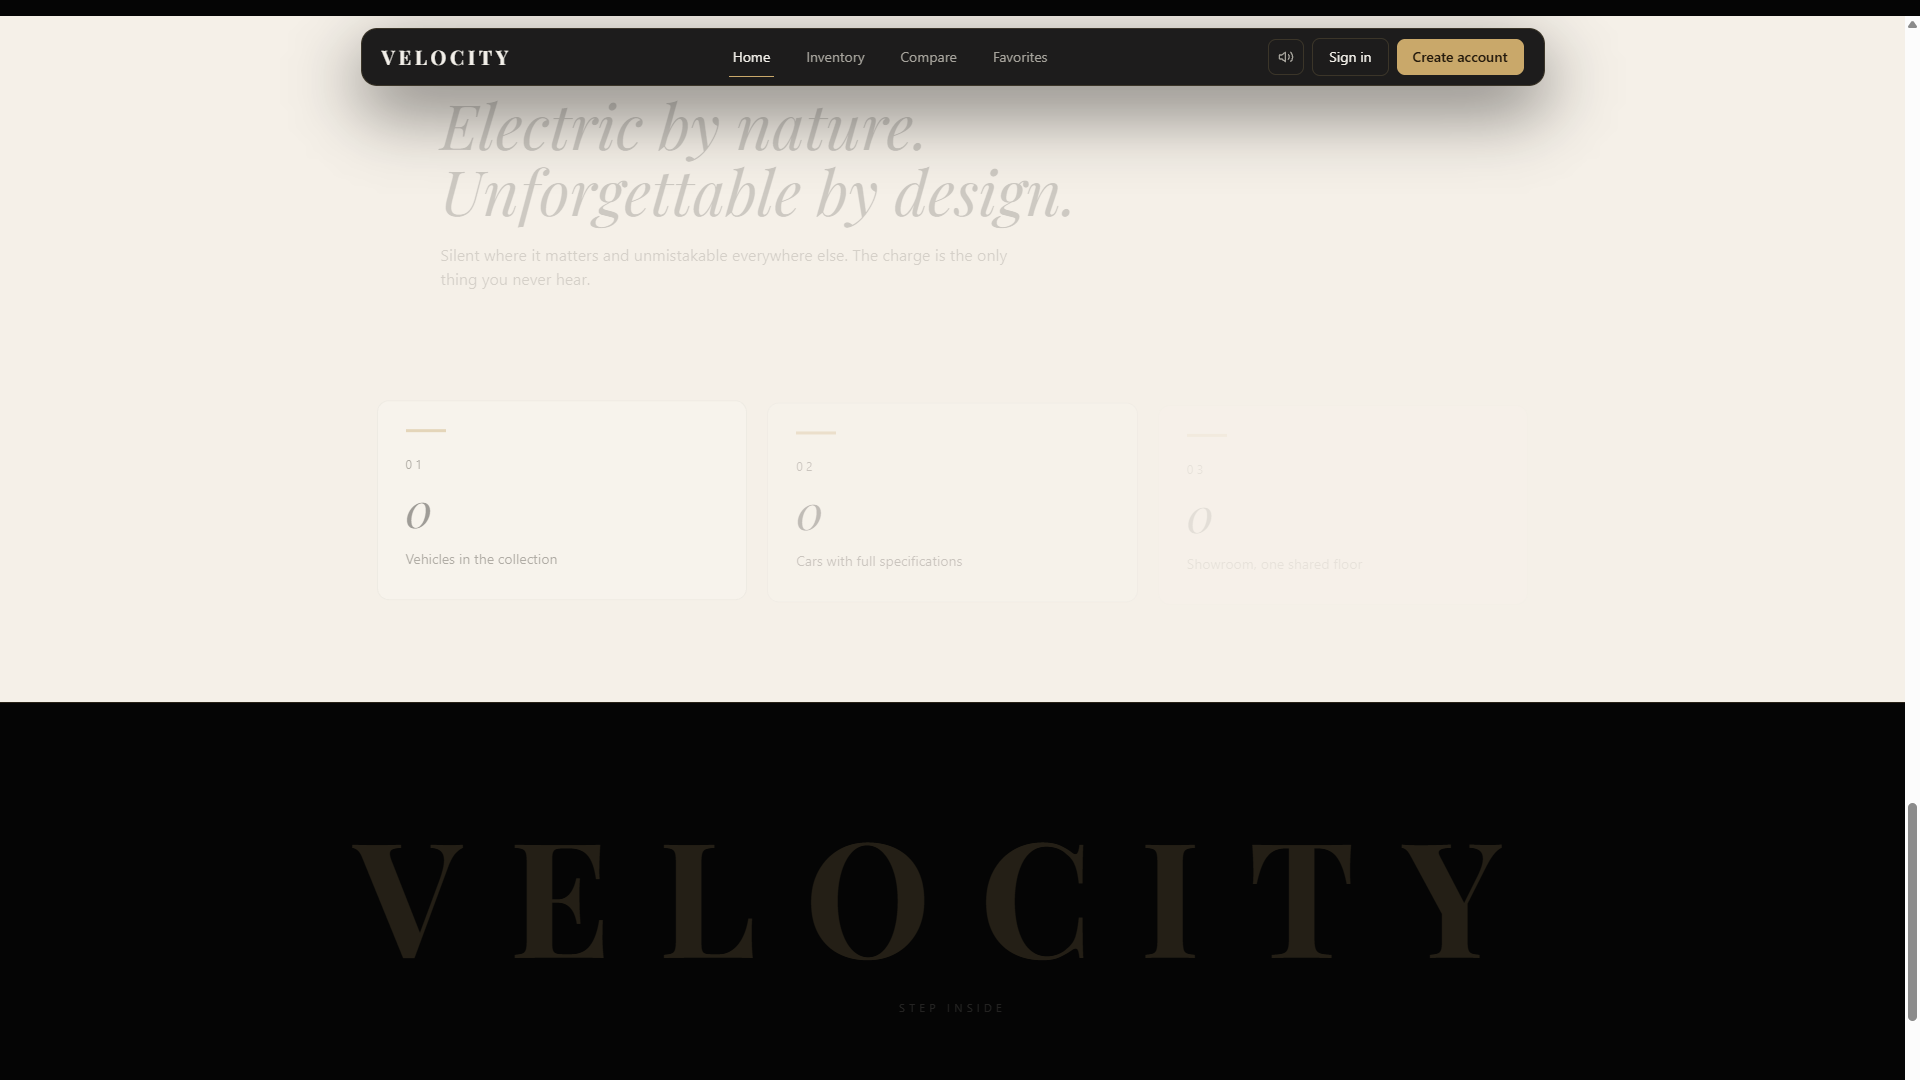 VELOCITY
Home
Inventory
Compare
Favorites
Sign in
Create account
Electric by nature.
Unforgettable by design.
Silent where it matters and unmistakable everywhere else. The charge is the only
thing you never hear.
01
0
Vehicles in the collection
02
0
Cars with full specifications
03
0
Showroom, one shared floor
VELOCITY
STEP INSIDE